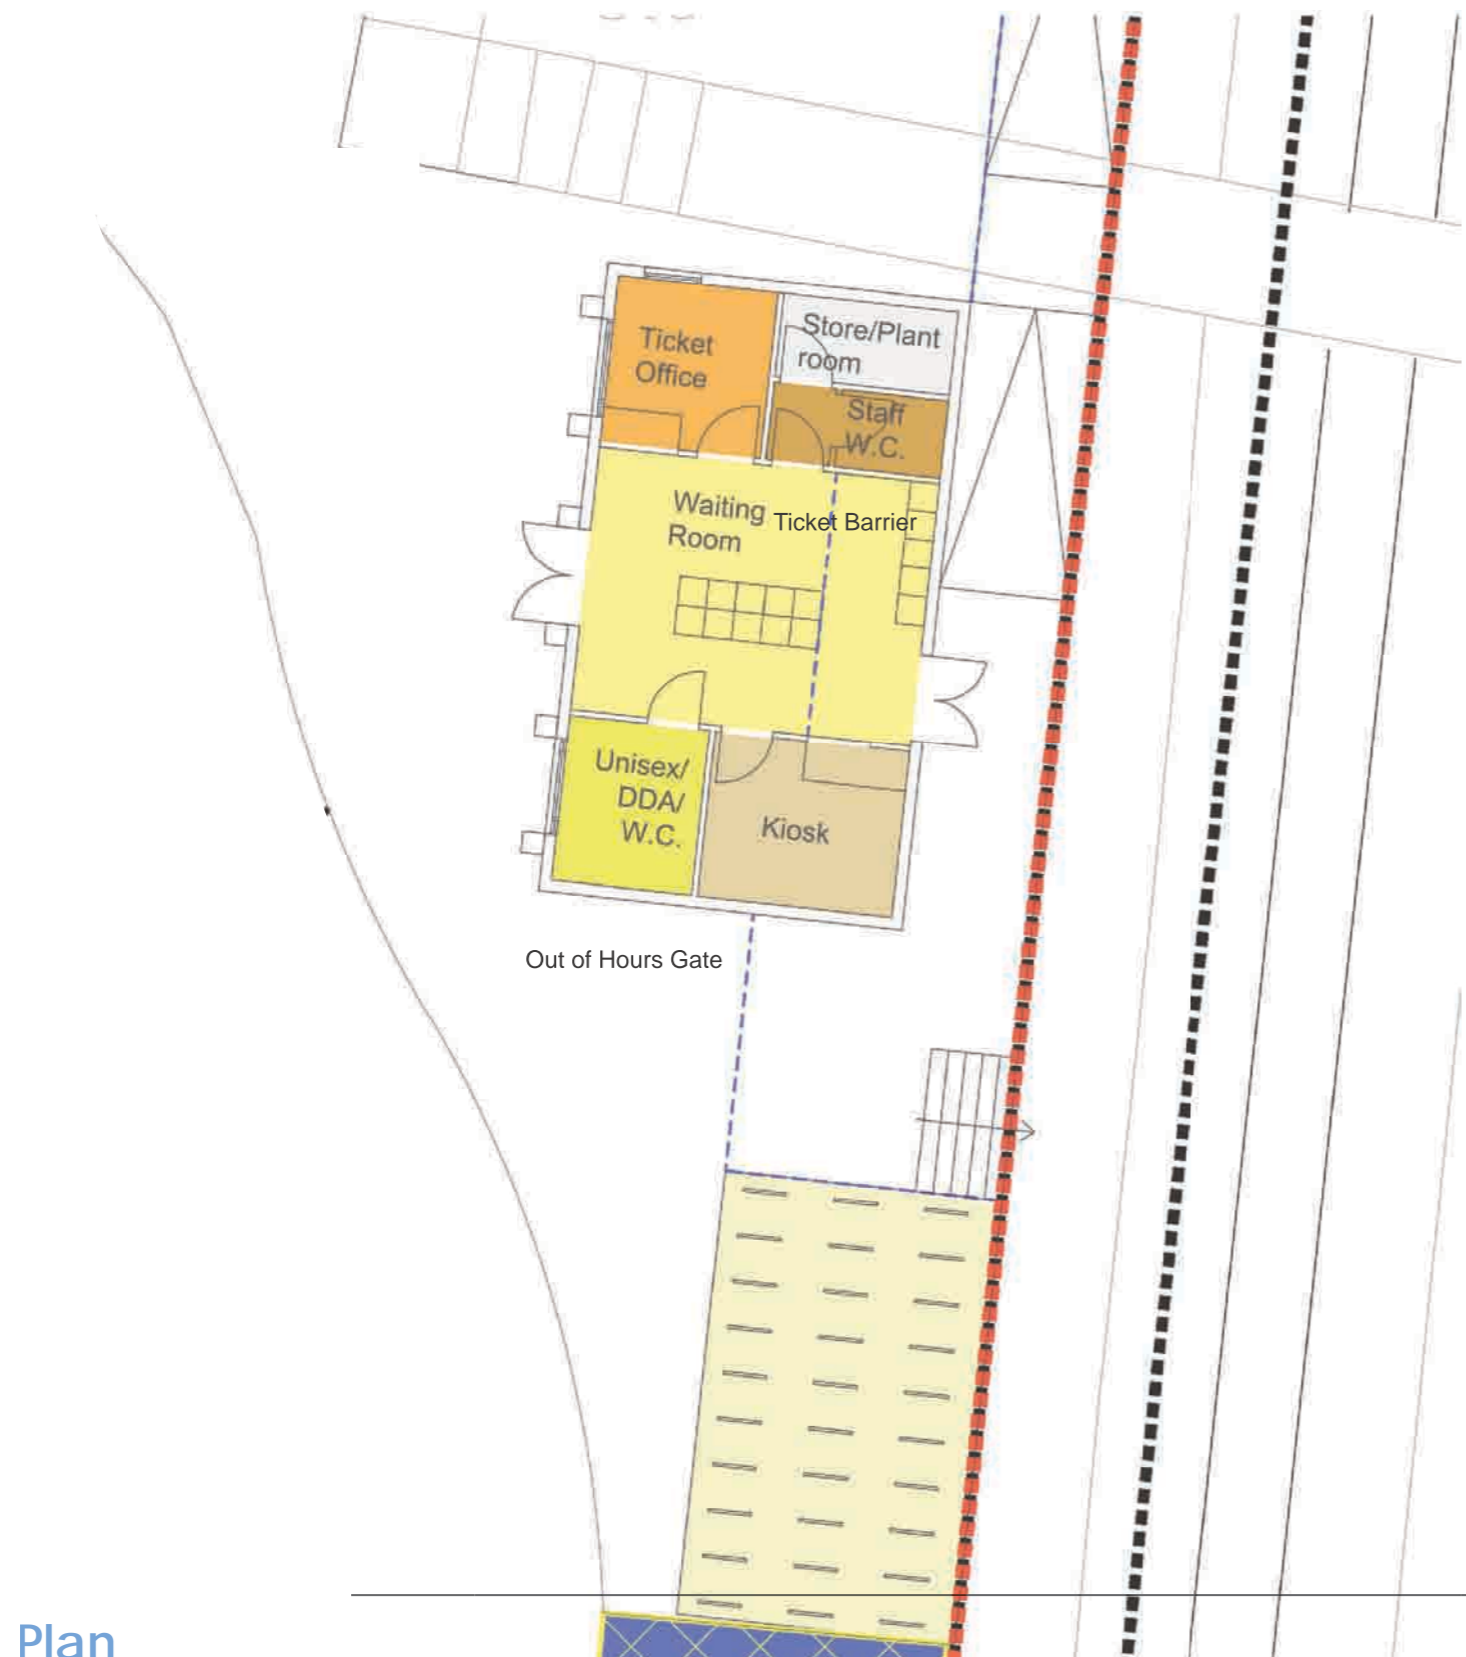 Ticket
Office
Store/Plant
room
Staff
W.C.
Waiting
Room
Ticket Barrier
Unisex/
DDA/
W.C.
Kiosk
Out of Hours Gate
Plan